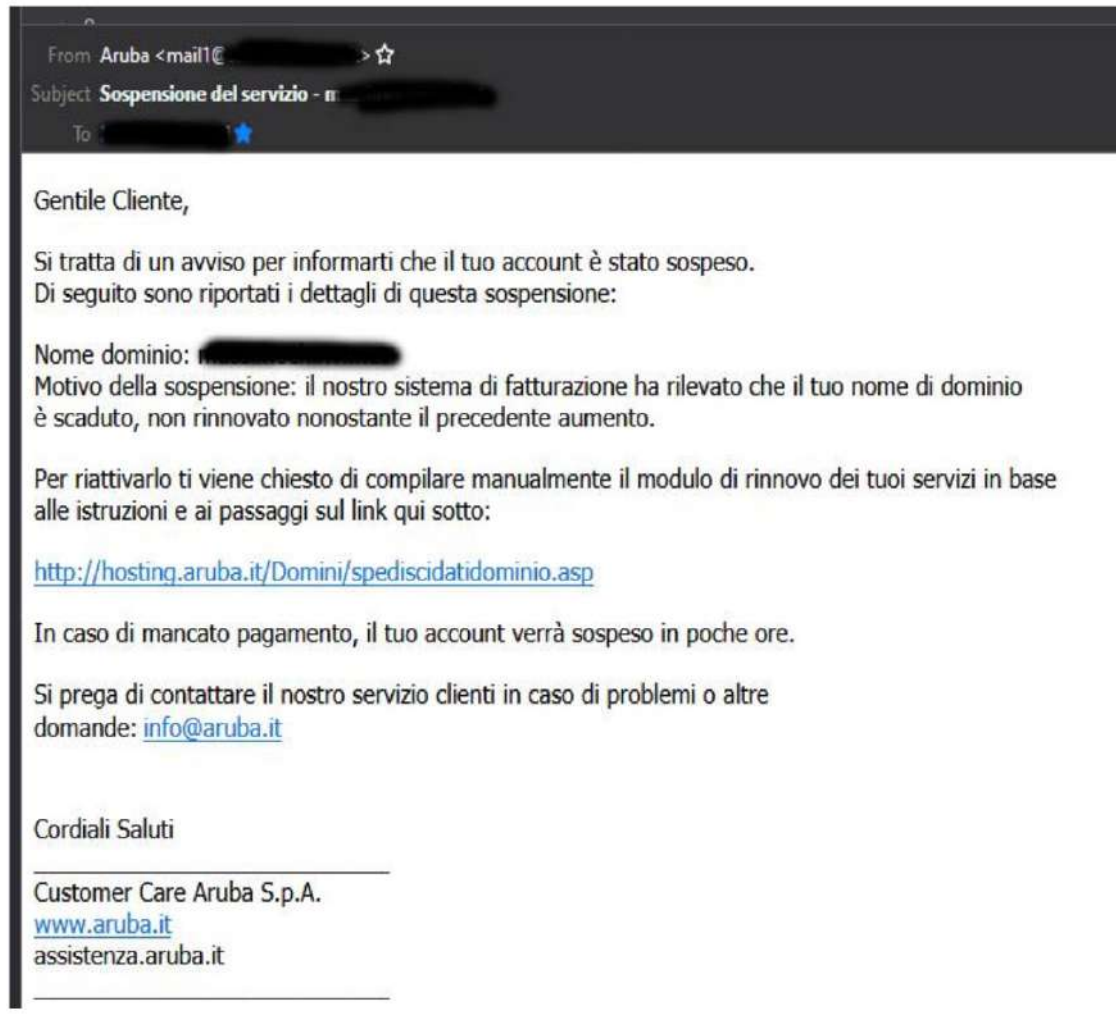 From Aruba <mail1@ >
Subject Sospensione del servizio -
To
Gentile Cliente,
Si tratta di un avviso per informarti che il tuo account è stato sospeso.
Di seguito sono riportati i dettagli di questa sospensione:
Nome dominio:
Motivo della sospensione: il nostro sistema di fatturazione ha rilevato che il tuo nome di dominio
è scaduto, non rinnovato nonostante il precedente aumento.
Per riattivarlo ti viene chiesto di compilare manualmente il modulo di rinnovo dei tuoi servizi in base
alle istruzioni e ai passaggi sul link qui sotto:
http://hosting.aruba.it/Domini/spediscidatidominio.asp
In caso di mancato pagamento, il tuo account verrà sospeso in poche ore.
Si prega di contattare il nostro servizio clienti in caso di problemi o altre
domande: info@aruba.it
Cordiali Saluti
Customer Care Aruba S.p.A.
www.aruba.it
assistenza.aruba.it